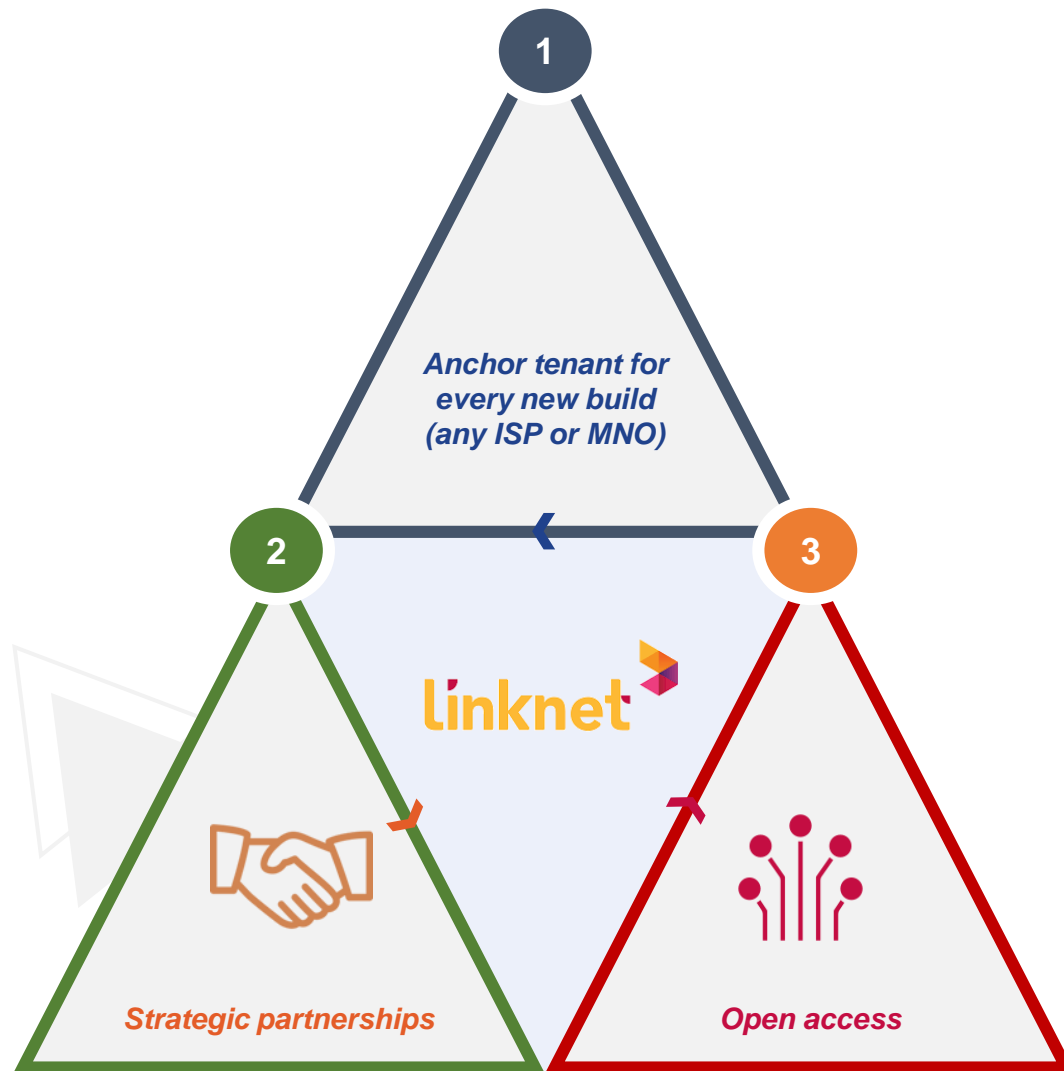 1
Anchor tenant for
every new build
(any ISP or MNO)
2
3
linknet
Strategic partnerships
Open access